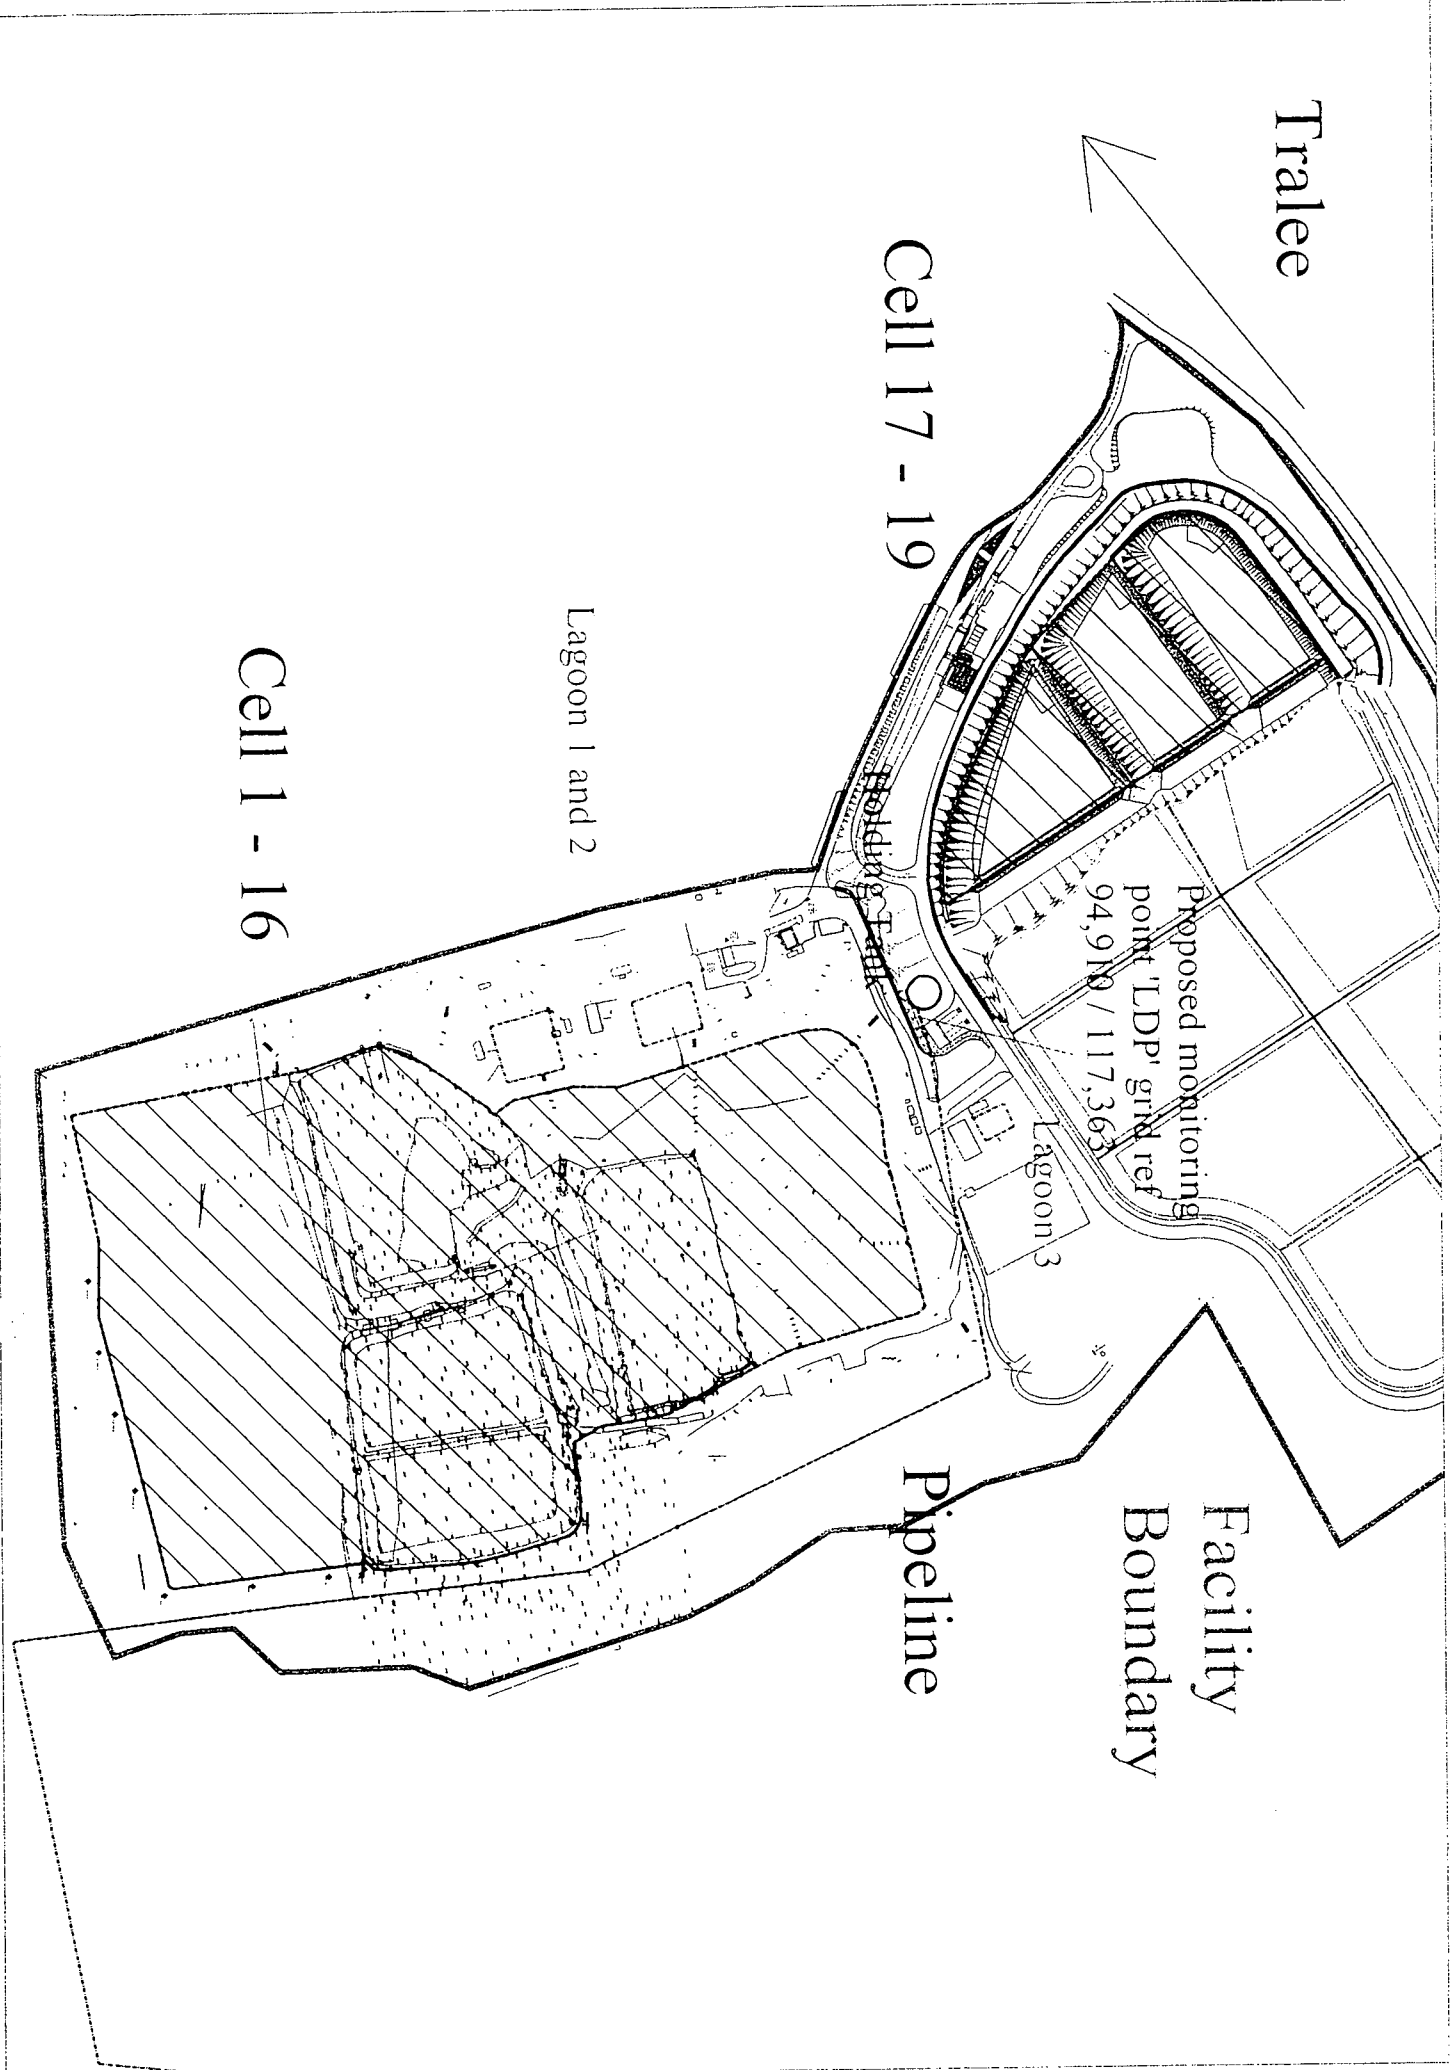 Tralee
Cell 17 - 19
Holding Tank
Proposed monitoring
point 'LDP' grid ref
94,910 / 117,363
Lagoon 3
Facility
Boundary
Lagoon 1 and 2
Cell 1 - 16
Pipeline